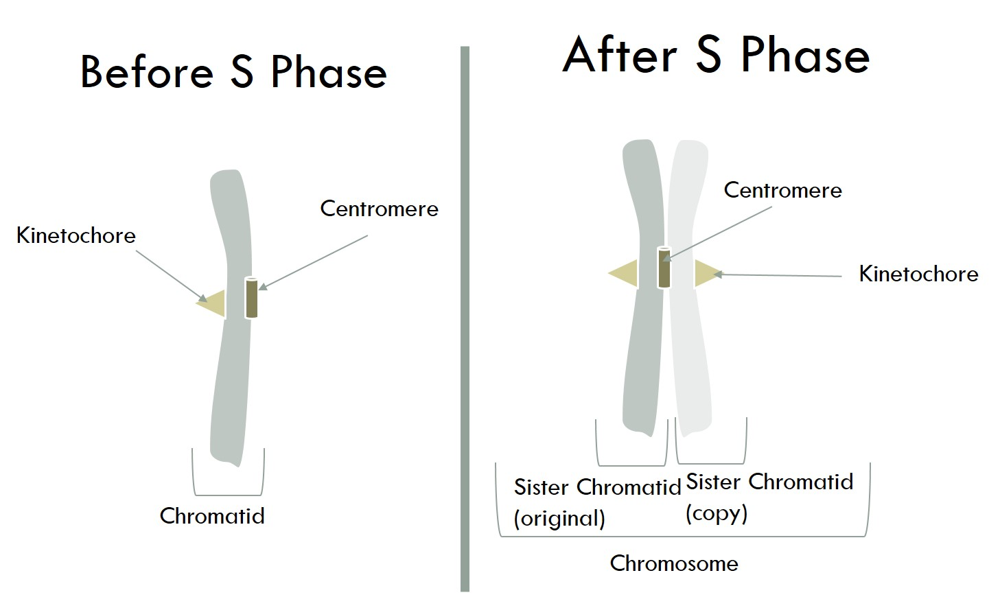 Before S Phase
Kinetochore
Centromere
Chromatid
After S Phase
Centromere
Kinetochore
Sister Chromatid
(original)
Sister Chromatid
(copy)
Chromosome